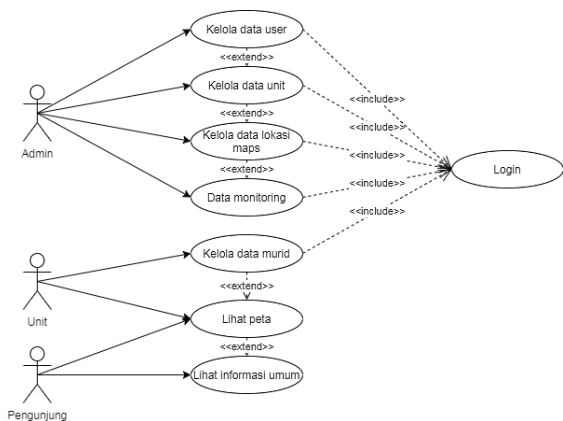 Kelola data user
<<extend>>
Kelola data unit
<<include>>
<<extend>>
<<include>>
Admin
Kelola data lokasi
maps
<<include>>
<<extend>>
Login
<<include>>
Data monitoring
<<include>>
Kelola data murid
<<extend>>
Unit
Lihat peta
<<extend>>
Lihat informasi umum
Pengunjung